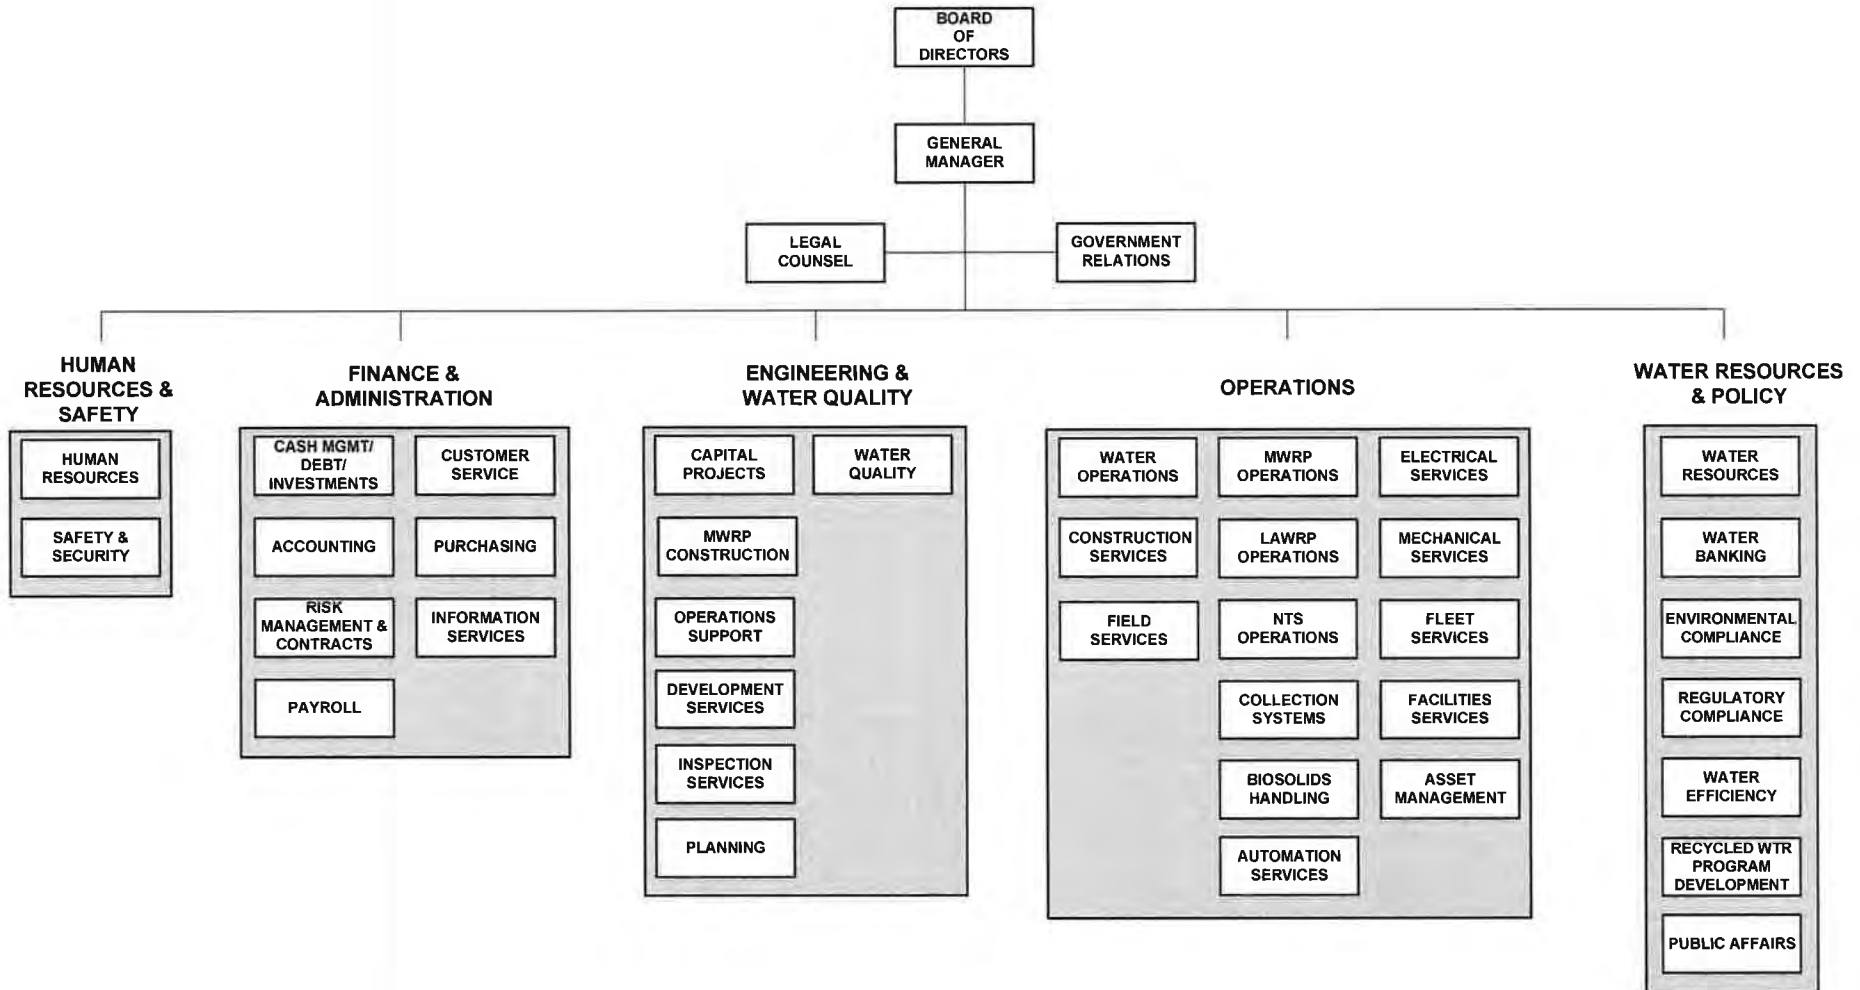 BOARD
OF
DIRECTORS
GENERAL
MANAGER
LEGAL
COUNSEL
GOVERNMENT
RELATIONS
HUMAN
RESOURCES &
SAFETY
HUMAN
RESOURCES
SAFETY &
SECURITY
FINANCE &
ADMINISTRATION
CASH MGMT/
DEBT/
INVESTMENTS
ACCOUNTING
RISK
MANAGEMENT &
CONTRACTS
PAYROLL
CUSTOMER
SERVICE
PURCHASING
INFORMATION
SERVICES
ENGINEERING &
WATER QUALITY
CAPITAL
PROJECTS
MWRP
CONSTRUCTION
OPERATIONS
SUPPORT
DEVELOPMENT
SERVICES
INSPECTION
SERVICES
PLANNING
WATER
QUALITY
OPERATIONS
WATER
OPERATIONS
CONSTRUCTION
SERVICES
FIELD
SERVICES
MWRP
OPERATIONS
LAWRP
OPERATIONS
NTS
OPERATIONS
COLLECTION
SYSTEMS
BIOSOLIDS
HANDLING
AUTOMATION
SERVICES
ELECTRICAL
SERVICES
MECHANICAL
SERVICES
FLEET
SERVICES
FACILITIES
SERVICES
ASSET
MANAGEMENT
WATER RESOURCES
& POLICY
WATER
RESOURCES
WATER
BANKING
ENVIRONMENTAL
COMPLIANCE
REGULATORY
COMPLIANCE
WATER
EFFICIENCY
RECYCLED WTR
PROGRAM
DEVELOPMENT
PUBLIC AFFAIRS